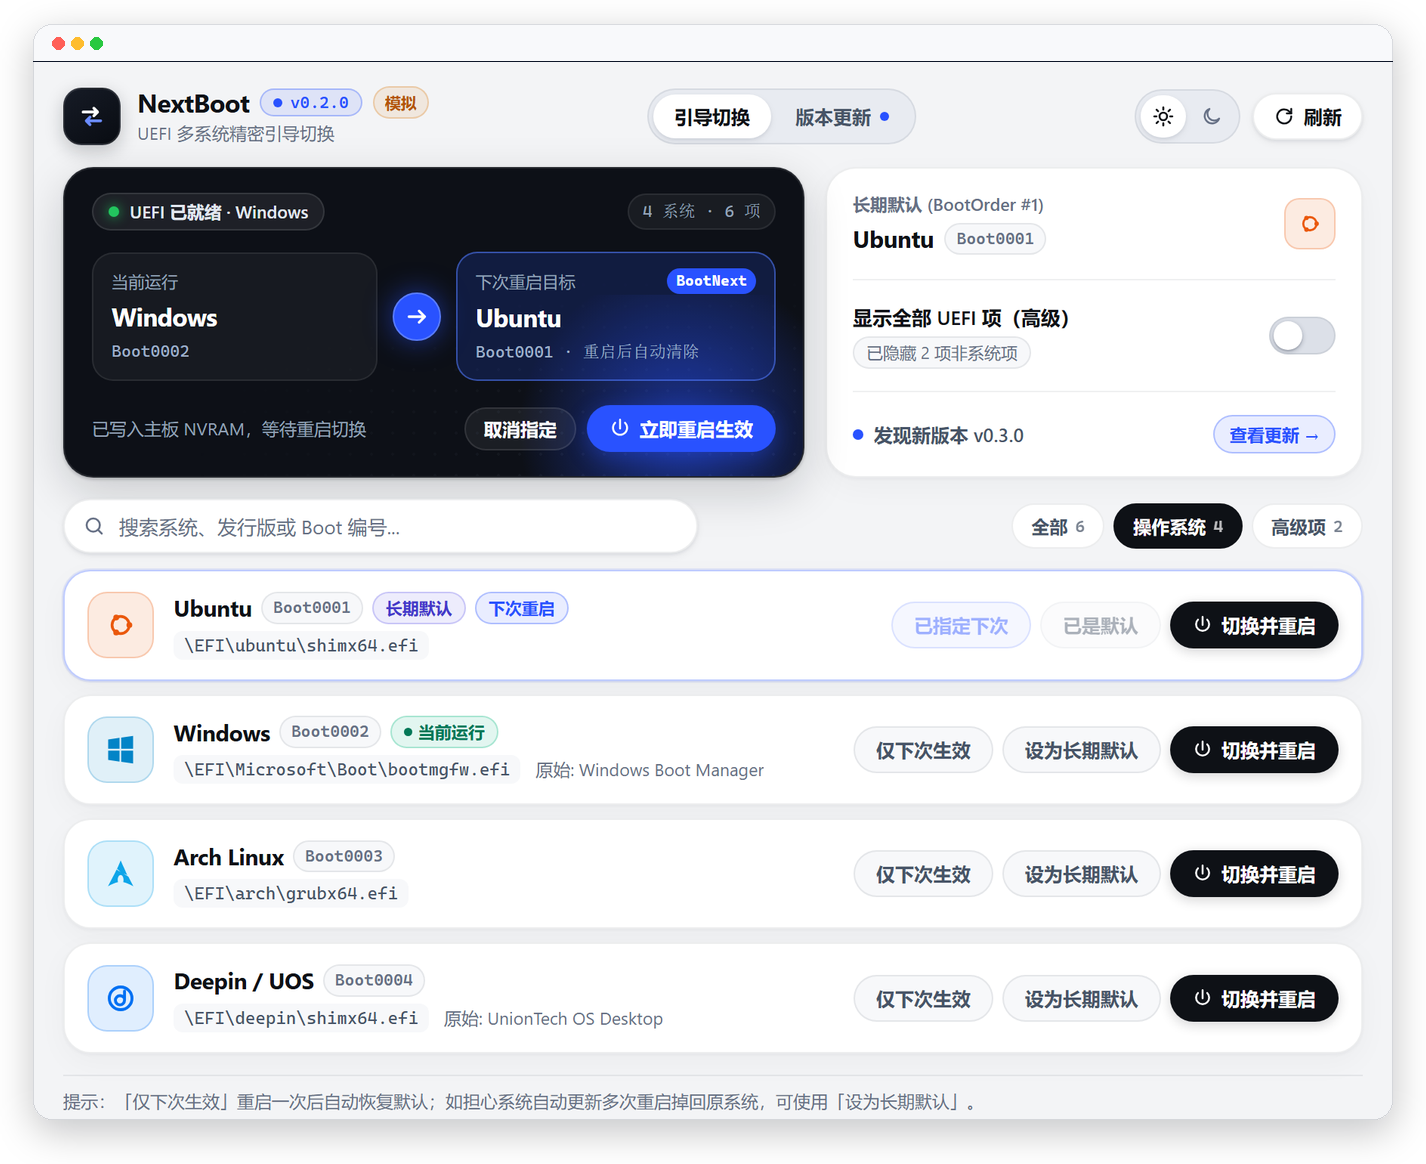 NextBoot v0.2.0 模拟
UEFI 多系统精密引导切换
引导切换 版本更新
刷新
UEFI 已就绪 · Windows
4 系统 · 6 项
当前运行
Windows
Boot0002
下次重启目标 BootNext
Ubuntu
Boot0001 · 重启后自动清除
已写入主板 NVRAM，等待重启切换
取消指定 立即重启生效
长期默认 (BootOrder #1)
Ubuntu Boot0001
显示全部 UEFI 项（高级）
已隐藏 2 项非系统项
发现新版本 v0.3.0 查看更新 →
搜索系统、发行版或 Boot 编号...
全部 6 操作系统 4 高级项 2
Ubuntu Boot0001 长期默认 下次重启
\EFI\ubuntu\shimx64.efi
已指定下次 已是默认 切换并重启
Windows Boot0002 当前运行
\EFI\Microsoft\Boot\bootmgfw.efi 原始: Windows Boot Manager
仅下次生效 设为长期默认 切换并重启
Arch Linux Boot0003
\EFI\arch\grubx64.efi
仅下次生效 设为长期默认 切换并重启
Deepin / UOS Boot0004
\EFI\deepin\shimx64.efi 原始: UnionTech OS Desktop
仅下次生效 设为长期默认 切换并重启
提示：「仅下次生效」重启一次后自动恢复默认；如担心系统自动更新多次重启掉回原系统，可使用「设为长期默认」。